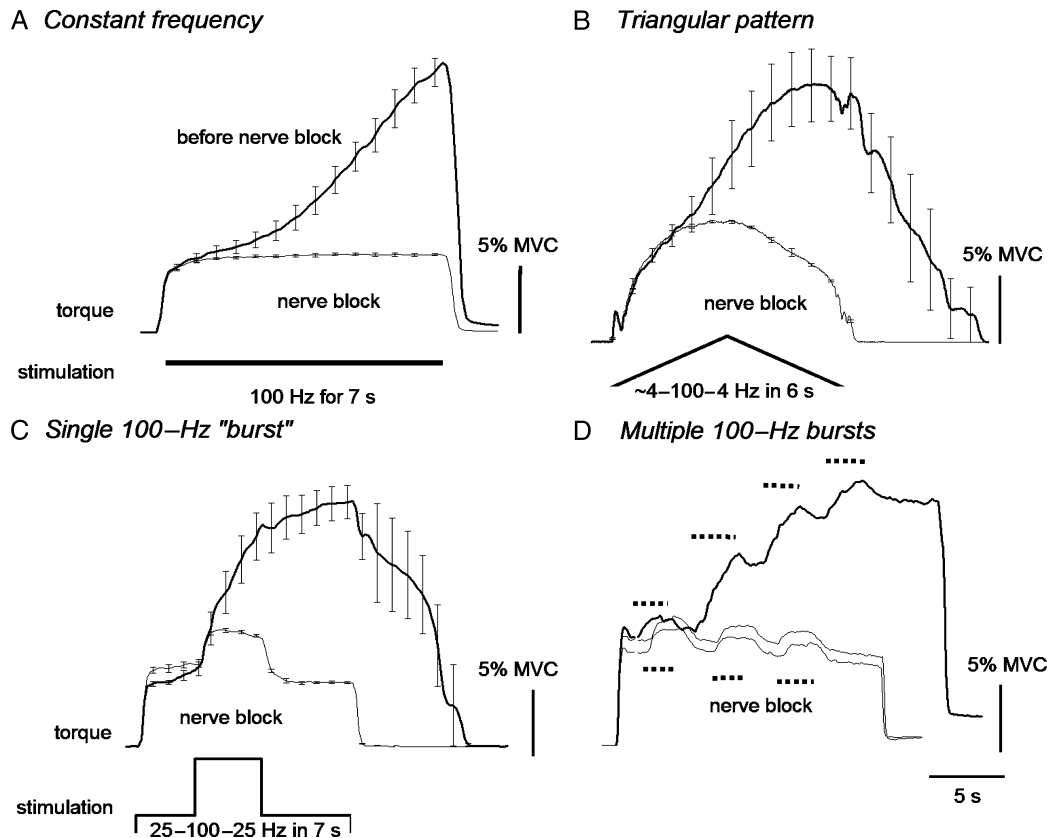 A Constant frequency
before nerve block
5% MVC
nerve block
torque
stimulation
100 Hz for 7 s
B Triangular pattern
5% MVC
nerve block
~4–100–4 Hz in 6 s
C Single 100–Hz "burst"
5% MVC
nerve block
torque
stimulation
25–100–25 Hz in 7 s
D Multiple 100–Hz bursts
5% MVC
nerve block
5 s